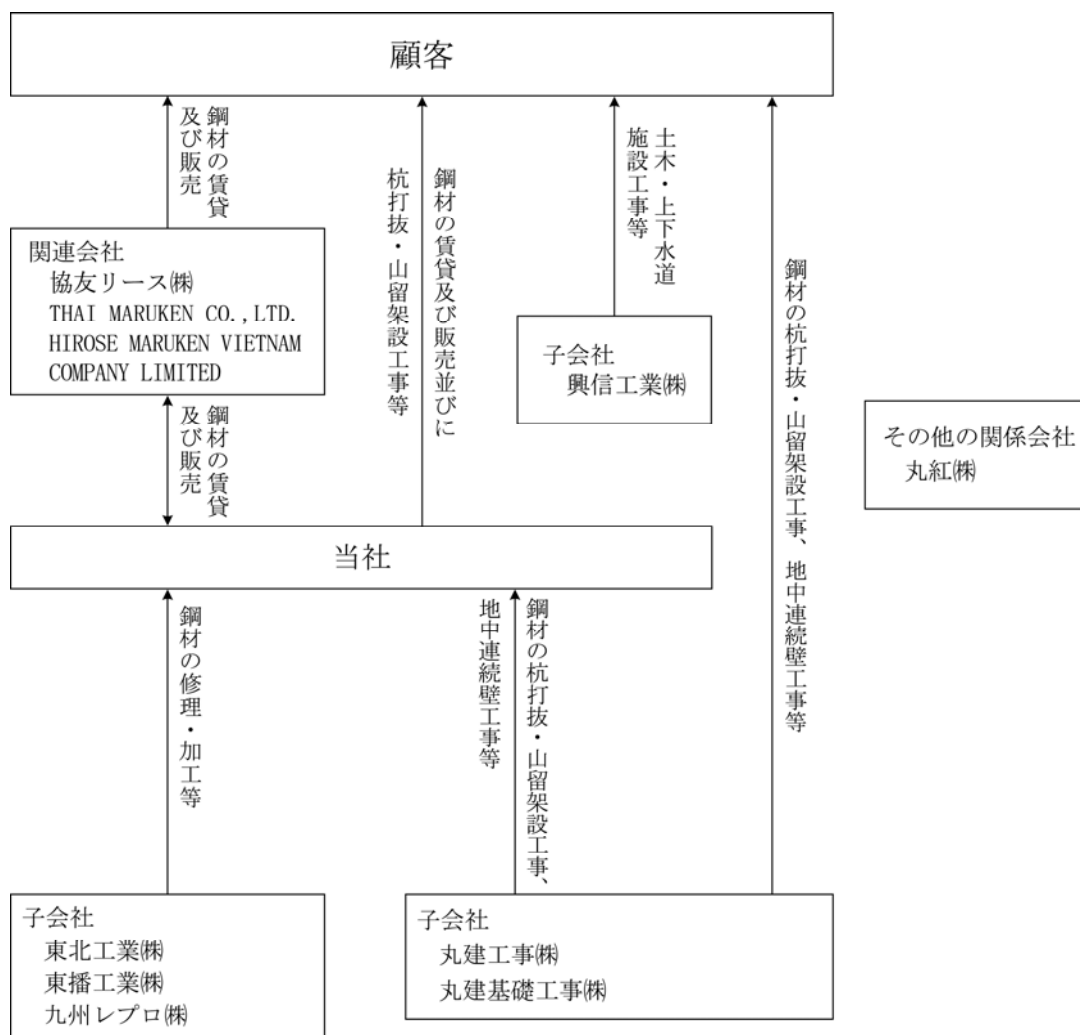 顧客
鋼材の賃貸
及び販売
鋼材の賃貸及び販売並びに
杭打抜・山留架設工事等
土木・上下水道
施設工事等
鋼材の杭打抜・山留架設工事、地中連続壁工事等
関連会社
協友リース㈱
THAI MARUKEN CO.,LTD.
HIROSE MARUKEN VIETNAM
COMPANY LIMITED
子会社
興信工業㈱
その他の関係会社
丸紅㈱
鋼材の賃貸
及び販売
当社
鋼材の修理・加工等
鋼材の杭打抜・山留架設工事、
地中連続壁工事等
子会社
東北工業㈱
東播工業㈱
九州レプロ㈱
子会社
丸建工事㈱
丸建基礎工事㈱